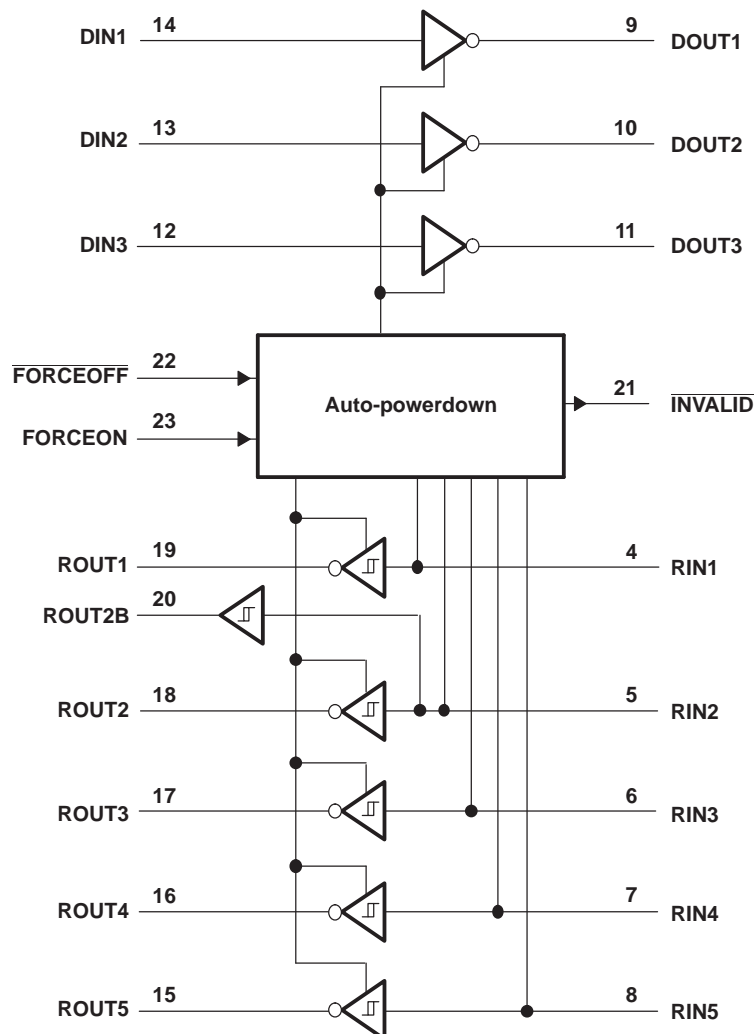 DIN1 14 9 DOUT1
DIN2 13 10 DOUT2
DIN3 12 11 DOUT3
FORCEOFF 22
Auto-powerdown 21 INVALID
FORCEON 23
ROUT1 19 4 RIN1
ROUT2B 20
ROUT2 18 5 RIN2
ROUT3 17 6 RIN3
ROUT4 16 7 RIN4
ROUT5 15 8 RIN5